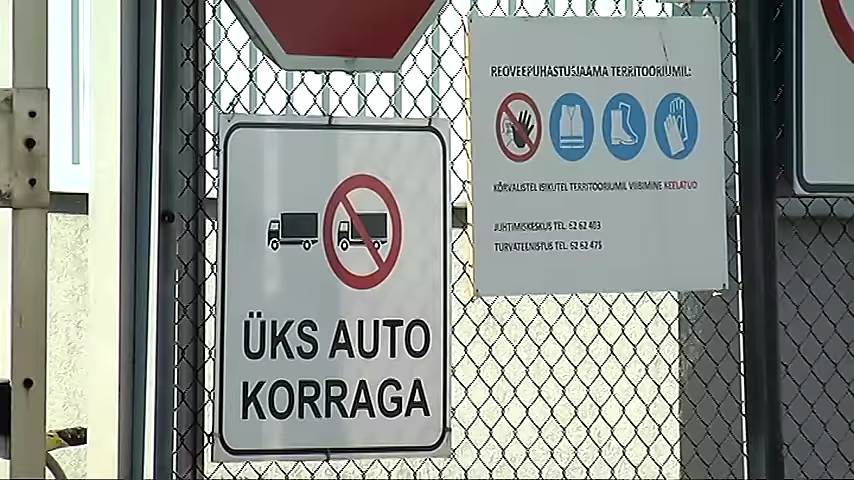 ÜKS AUTO
KORRAGA
REOVEEPUHASTUSJAAMA TERRITOORIUMIL:
KÕRVALISTEL ISIKUTEL TERRITOORIUMIL VIIBIMINE KEELATUD
JUHTIMISKESKUS TEL. 62 62 403
TURVATEENISTUS TEL. 62 62 475